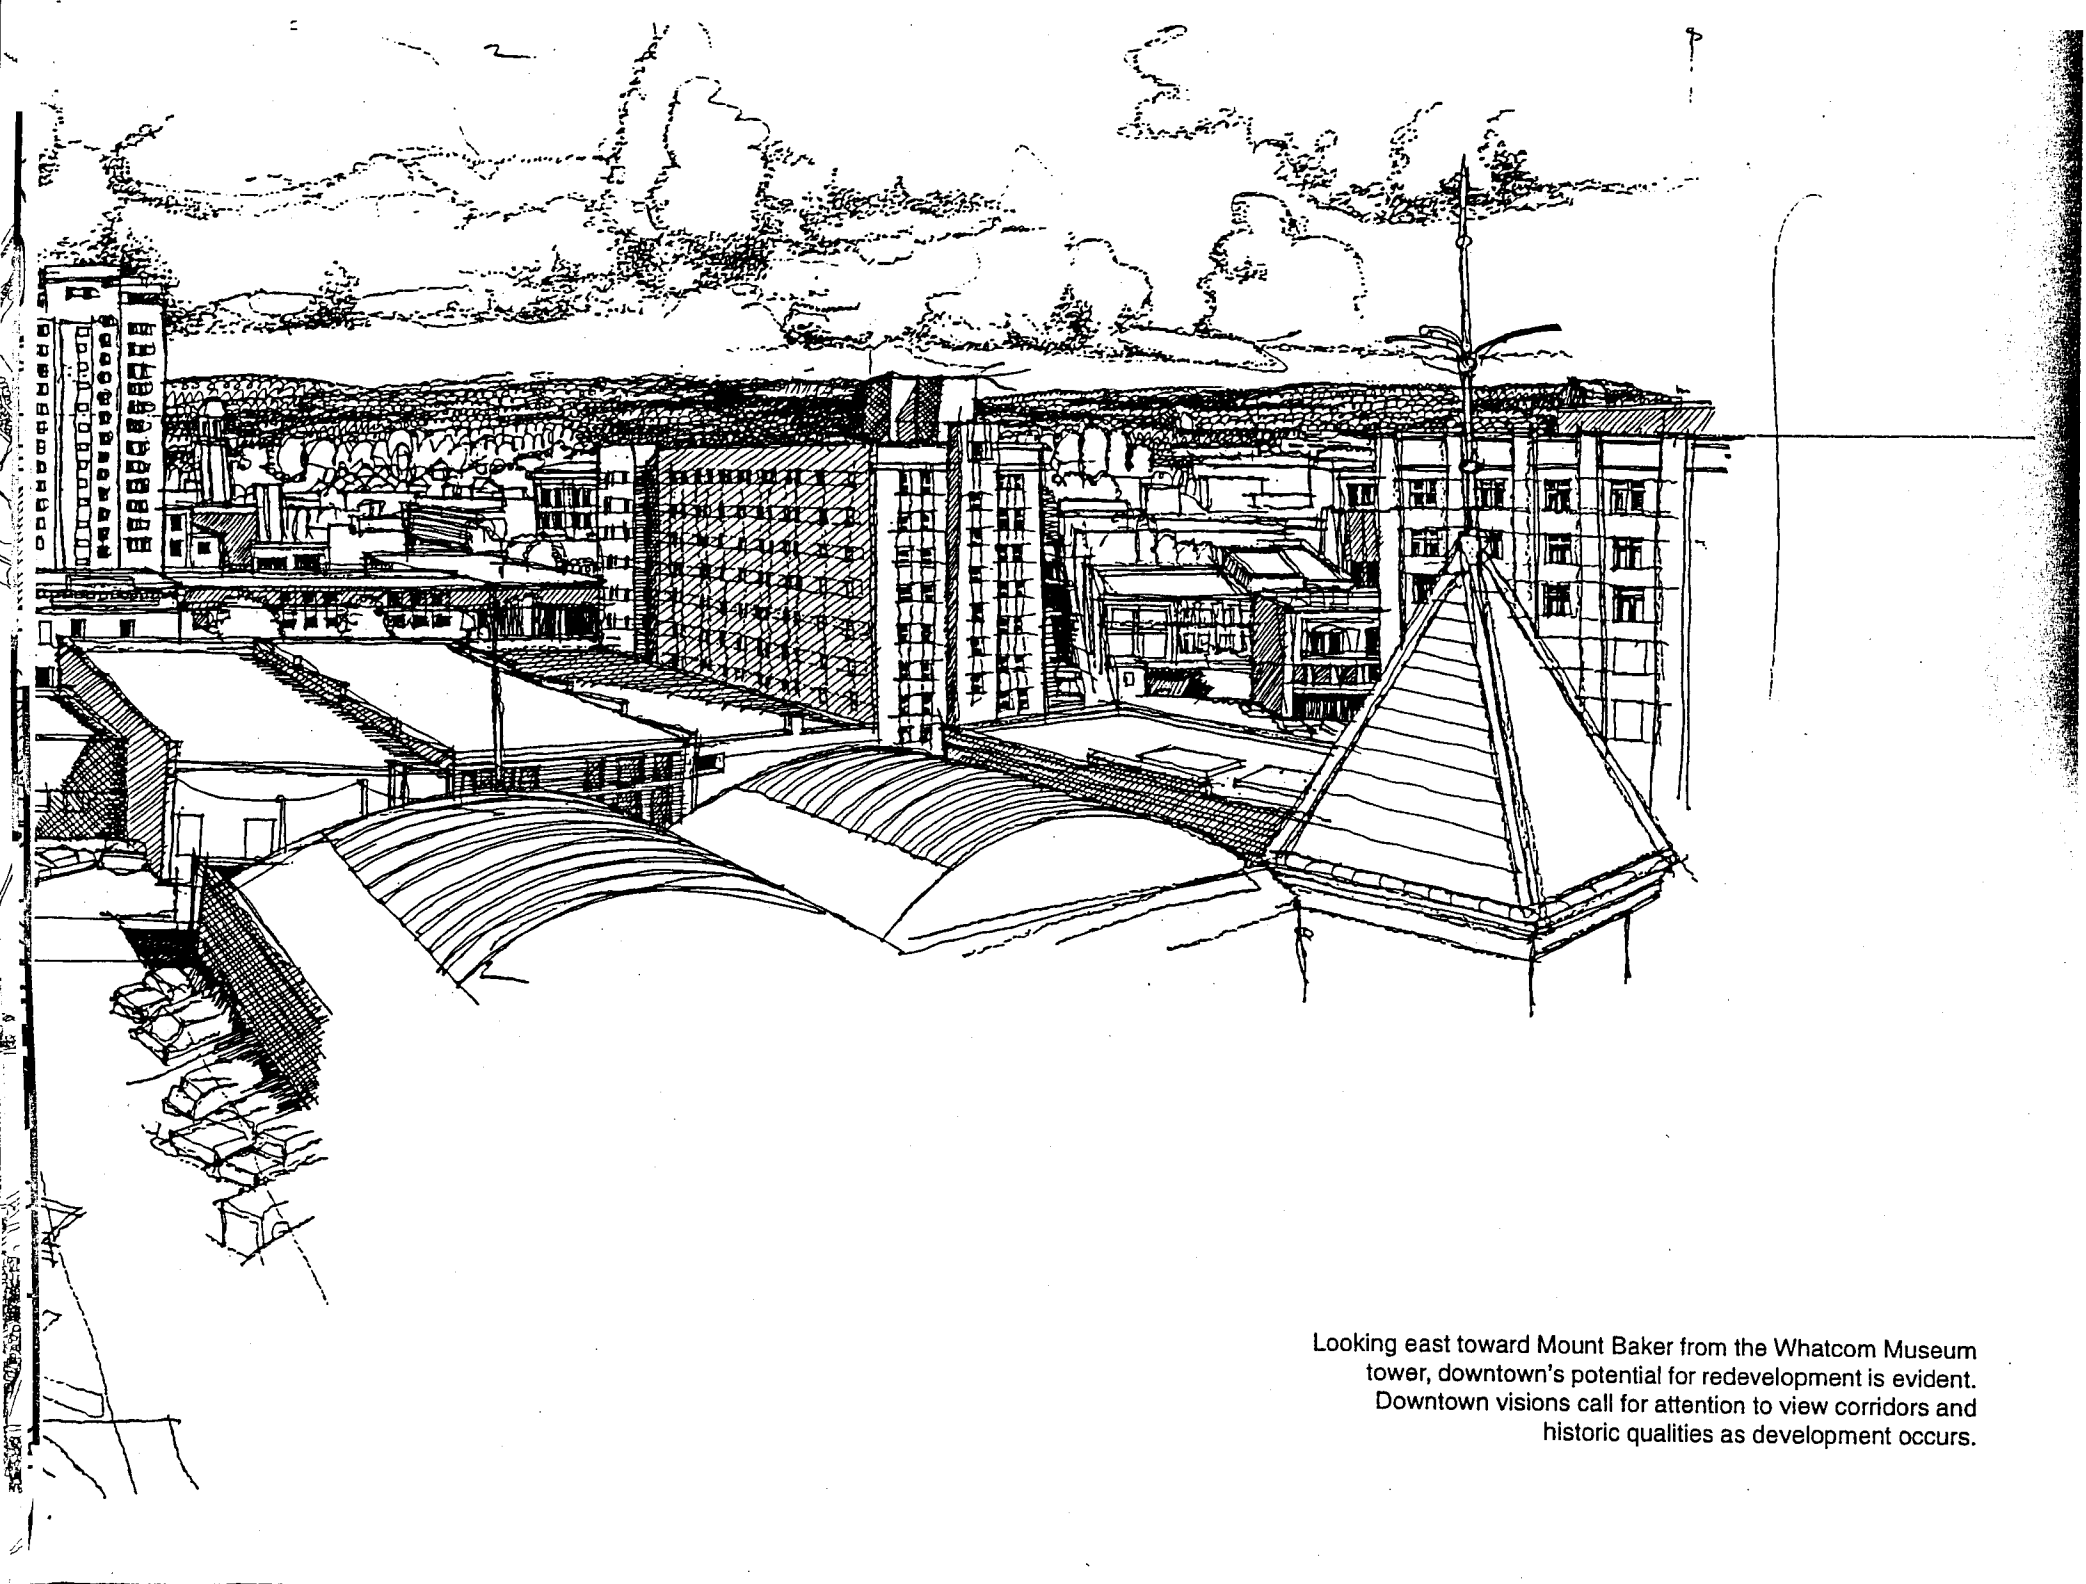 Looking east toward Mount Baker from the Whatcom Museum
tower, downtown's potential for redevelopment is evident.
Downtown visions call for attention to view corridors and
historic qualities as development occurs.